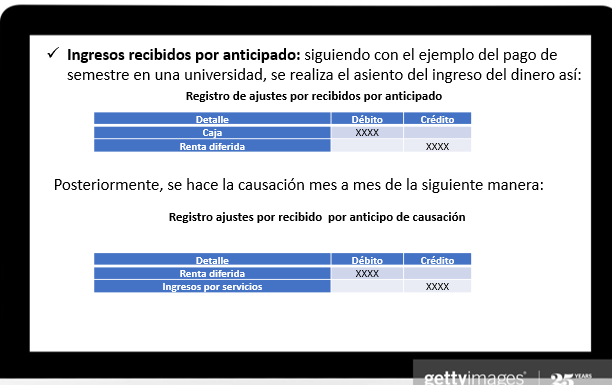 ✓ Ingresos recibidos por anticipado: siguiendo con el ejemplo del pago de
semestre en una universidad, se realiza el asiento del ingreso del dinero así:
Registro de ajustes por recibidos por anticipado
Detalle Débito Crédito
Caja XXXX
Renta diferida XXXX
Posteriormente, se hace la causación mes a mes de la siguiente manera:
Registro ajustes por recibido por anticipo de causación
Detalle Débito Crédito
Renta diferida XXXX
Ingresos por servicios XXXX
gettyimages | 25 YEARS